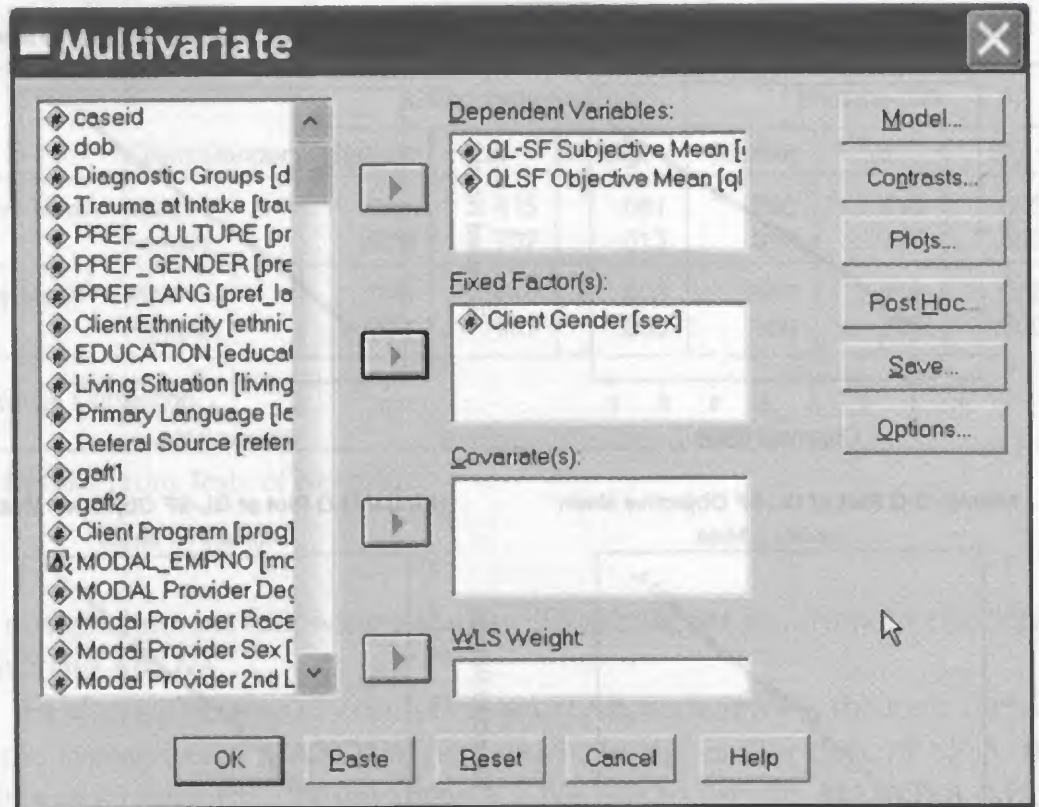 Multivariate
caseid
dob
Diagnostic Groups [d
Trauma at Intake [trau
PREF_CULTURE [pr
PREF_GENDER [pre
PREF_LANG [pref_la
Client Ethnicity [ethnic
EDUCATION [educat
Living Situation [living
Primary Language [la
Referal Source [referr
gaft1
gaft2
Client Program [prog]
MODAL_EMPNO [mo
MODAL Provider Deg
Modal Provider Race
Modal Provider Sex [
Modal Provider 2nd L
Dependent Variables:
QL-SF Subjective Mean [
QLSF Objective Mean [ql
Fixed Factor(s):
Client Gender [sex]
Covariate(s):
WLS Weight
Model...
Contrasts...
Plots...
Post Hoc...
Save...
Options...
OK
Paste
Reset
Cancel
Help